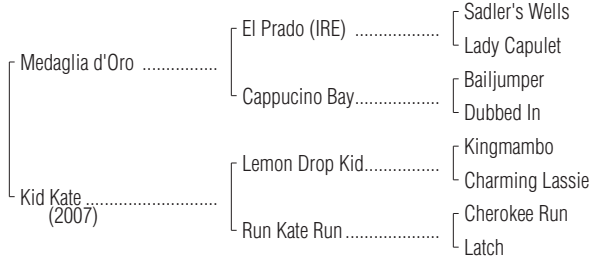 Sadler's Wells
El Prado (IRE) ..................
Lady Capulet
Medaglia d'Oro ................
Bailjumper
Cappucino Bay..................
Dubbed In
Kingmambo
Lemon Drop Kid................
Charming Lassie
Kid Kate ............................
(2007)
Cherokee Run
Run Kate Run ....................
Latch